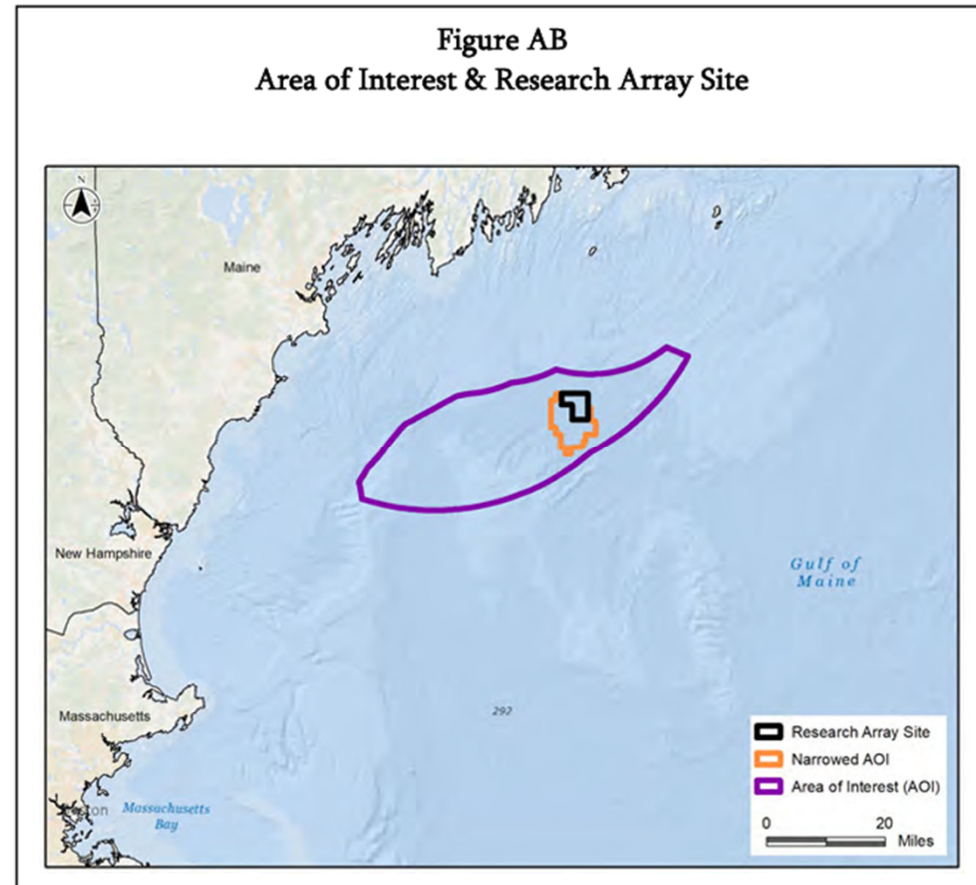 Figure AB
Area of Interest & Research Array Site
N
Maine
New Hampshire
Gulf of
Maine
292
Massachusetts
Massachusetts
Bay
Research Array Site
Narrowed AOI
Area of Interest (AOI)
0 20
Miles